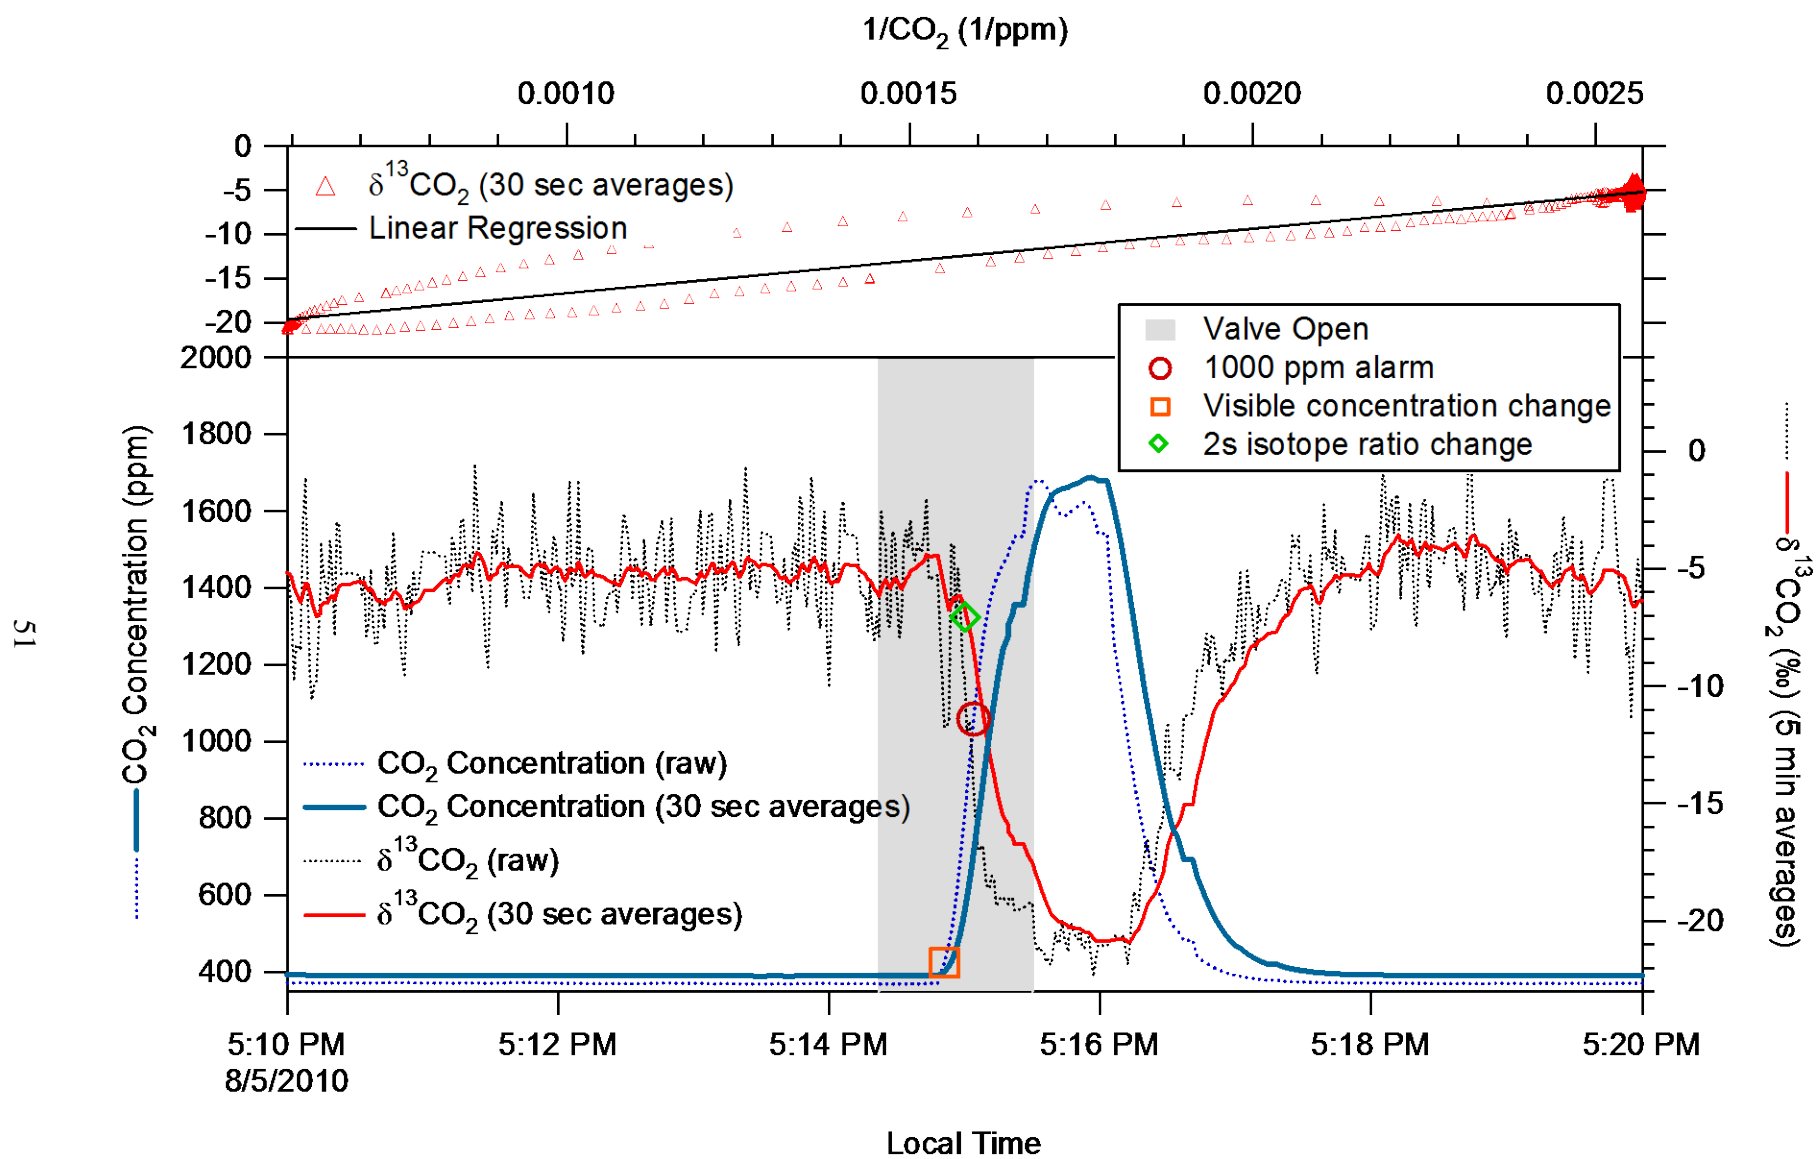 1/CO2 (1/ppm)
0.0010 0.0015 0.0020 0.0025
0
-5
-10
-15
-20
δ13CO2 (30 sec averages)
Linear Regression
2000
1800
1600
1400
1200
1000
800
600
400
CO2 Concentration (ppm)
Valve Open
1000 ppm alarm
Visible concentration change
2s isotope ratio change
0
-5
-10
-15
-20
δ13CO2 (‰) (5 min averages)
CO2 Concentration (raw)
CO2 Concentration (30 sec averages)
δ13CO2 (raw)
δ13CO2 (30 sec averages)
5:10 PM 5:12 PM 5:14 PM 5:16 PM 5:18 PM 5:20 PM
8/5/2010
Local Time
51